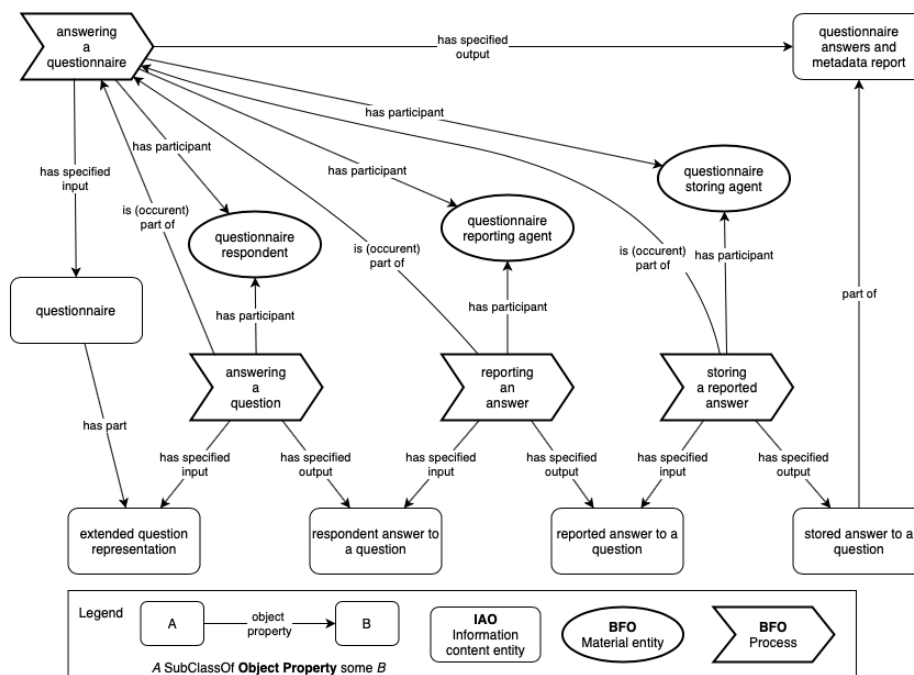 answering
a
questionnaire
has specified
output
questionnaire
answers and
metadata report
has participant
has specified
input
has participant
has participant
questionnaire
storing agent
is (occurent)
part of
questionnaire
respondent
questionnaire
reporting agent
is (occurent)
part of
is (occurent)
part of
has participant
questionnaire
has participant
has participant
part of
answering
a
question
reporting
an
answer
storing
a reported
answer
has part
has specified
input
has specified
output
has specified
input
has specified
output
has specified
input
has specified
output
extended question
representation
respondent answer to
a question
reported answer to a
question
stored answer to a
question
Legend
A
object
property
B
A SubClassOf Object Property some B
IAO
Information
content entity
BFO
Material entity
BFO
Process